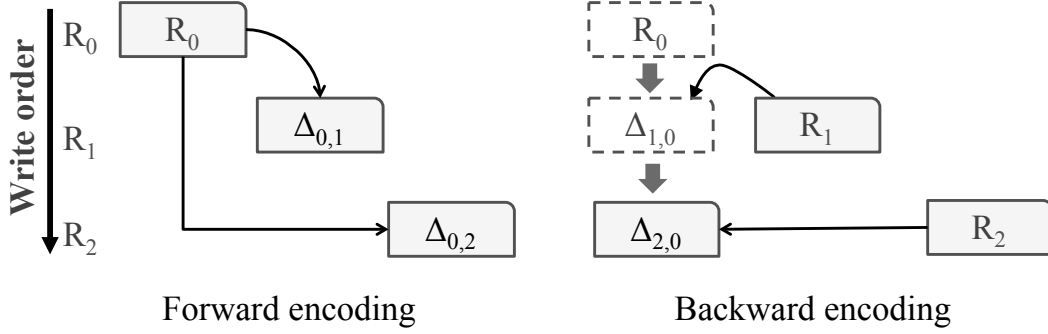 Write order
R₀
R₁
R₂
R₀
Δ₀,₁
Δ₀,₂
Forward encoding
R₀
Δ₁,₀
R₁
Δ₂,₀
R₂
Backward encoding